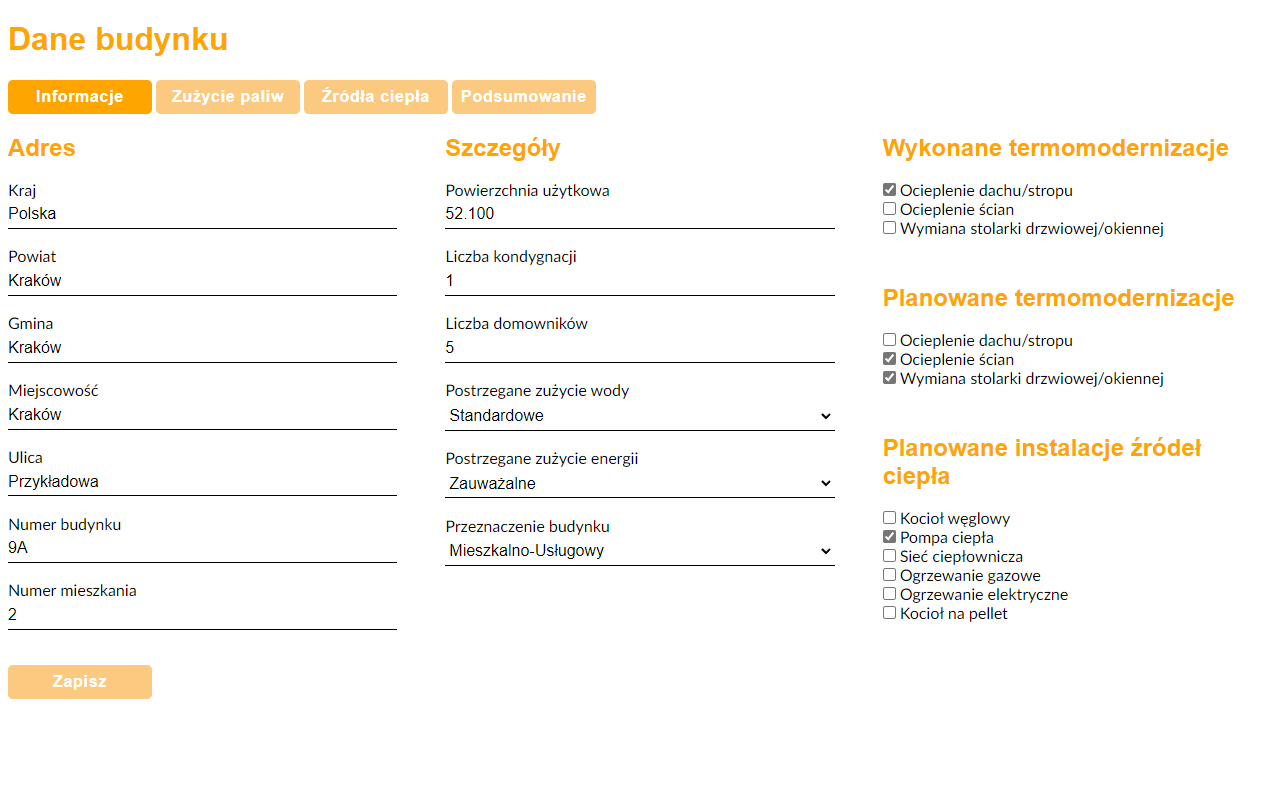 Dane budynku
Informacje
Zużycie paliw
Źródła ciepła
Podsumowanie
Adres
Kraj
Polska
Powiat
Kraków
Gmina
Kraków
Miejscowość
Kraków
Ulica
Przykładowa
Numer budynku
9A
Numer mieszkania
2
Zapisz
Szczegóły
Powierzchnia użytkowa
52.100
Liczba kondygnacji
1
Liczba domowników
5
Postrzegane zużycie wody
Standardowe
Postrzegane zużycie energii
Zauważalne
Przeznaczenie budynku
Mieszkalno-Usługowy
Wykonane termomodernizacje
Ocieplenie dachu/stropu
Ocieplenie ścian
Wymiana stolarki drzwiowej/okiennej
Planowane termomodernizacje
Ocieplenie dachu/stropu
Ocieplenie ścian
Wymiana stolarki drzwiowej/okiennej
Planowane instalacje źródeł
ciepła
Kocioł węglowy
Pompa ciepła
Sieć ciepłownicza
Ogrzewanie gazowe
Ogrzewanie elektryczne
Kocioł na pellet